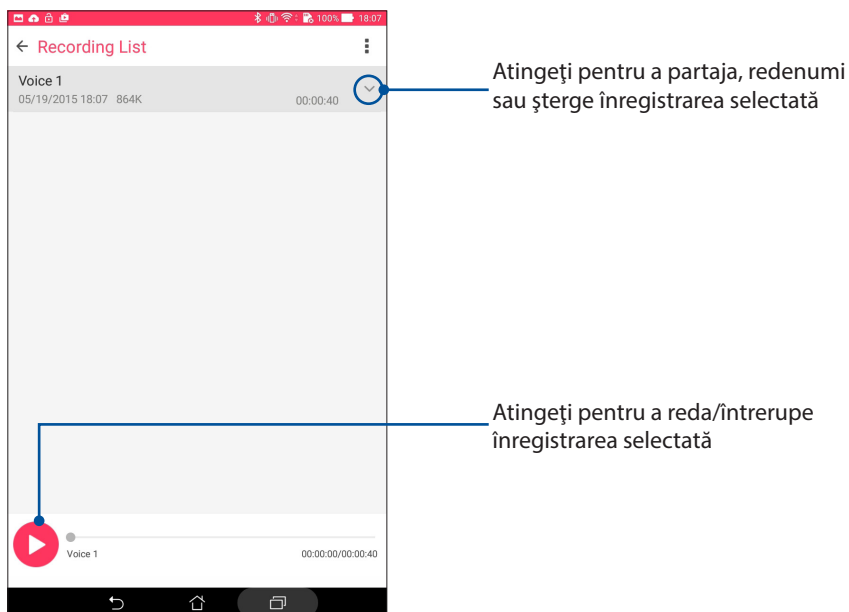 100% 18:07
Recording List
Voice 1
05/19/2015 18:07 864K 00:00:40
Atingeţi pentru a partaja, redenumi
sau şterge înregistrarea selectată
Atingeţi pentru a reda/întrerupe
înregistrarea selectată
Voice 1 00:00:00/00:00:40